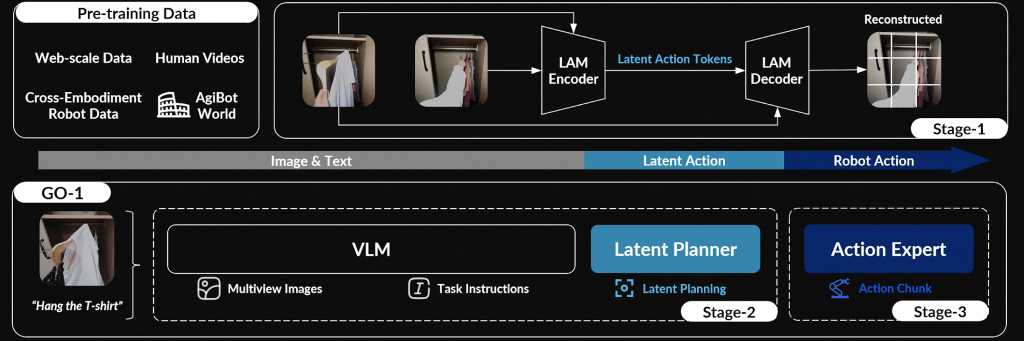 Pre-training Data
Web-scale Data
Human Videos
Cross-Embodiment
Robot Data
AgiBot
World
LAM
Encoder
Latent Action Tokens
LAM
Decoder
Reconstructed
Stage-1
Image & Text
Latent Action
Robot Action
GO-1
"Hang the T-shirt"
VLM
Multiview Images
Task Instructions
Latent Planner
Latent Planning
Stage-2
Action Expert
Action Chunk
Stage-3